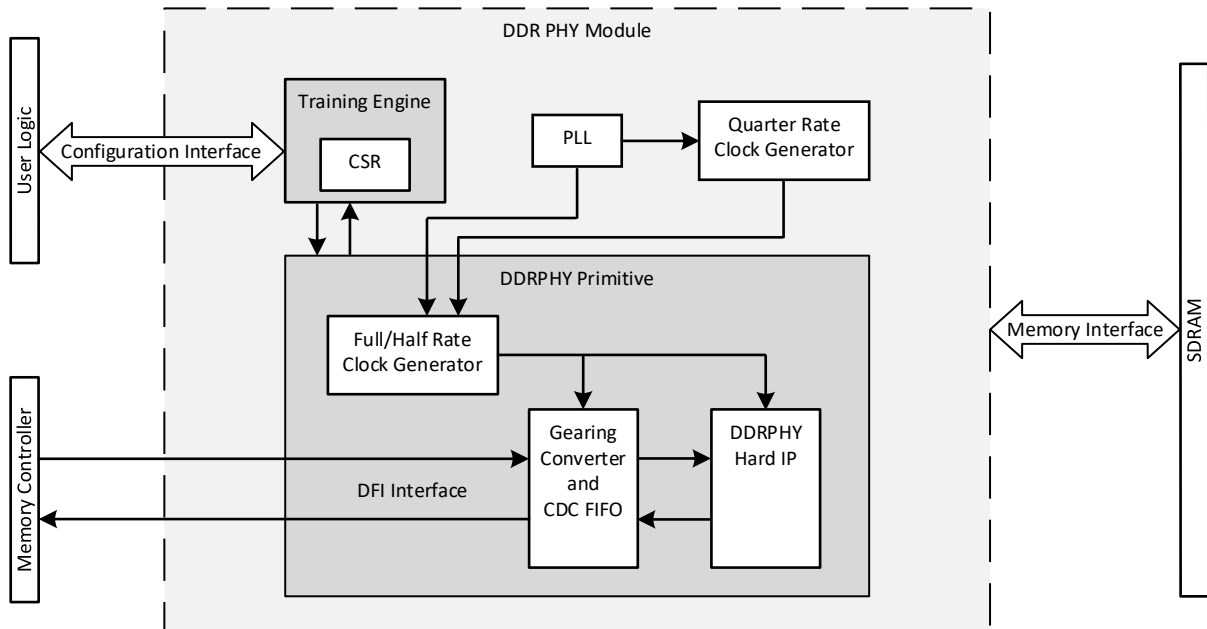 DDR PHY Module
User Logic
Configuration Interface
Training Engine
CSR
PLL
Quarter Rate
Clock Generator
DDRPHY Primitive
Full/Half Rate
Clock Generator
Memory Interface
SDRAM
Memory Controller
DFI Interface
Gearing
Converter
and
CDC FIFO
DDRPHY
Hard IP